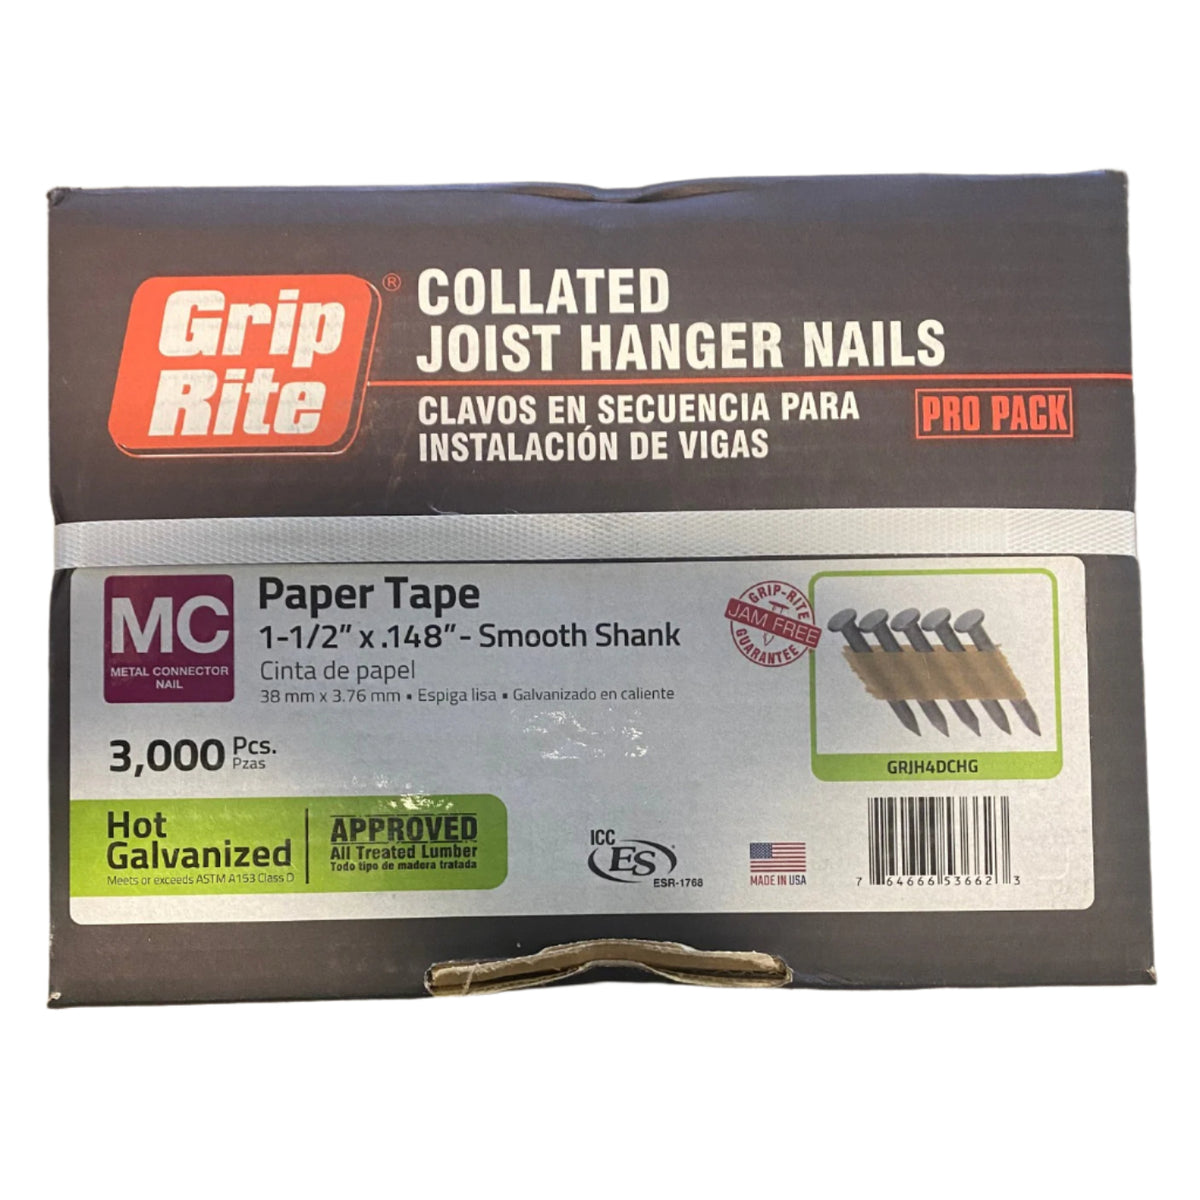 Grip
Rite
®
COLLATED
JOIST HANGER NAILS
CLAVOS EN SECUENCIA PARA
INSTALACIÓN DE VIGAS
PRO PACK
MC
METAL CONNECTOR
NAIL
Paper Tape
1-1/2" x .148" - Smooth Shank
Cinta de papel
38 mm x 3.76 mm • Espiga lisa • Galvanizado en caliente
GRIP-RITE
JAM FREE
GUARANTEE
3,000 Pcs.
Pzas
GRJH4DCHG
Hot
Galvanized
Meets or exceeds ASTM A153 Class D
APPROVED
All Treated Lumber
Todo tipo de madera tratada
ICC
ES
ESR-1768
MADE IN USA
7 64666 53662 3